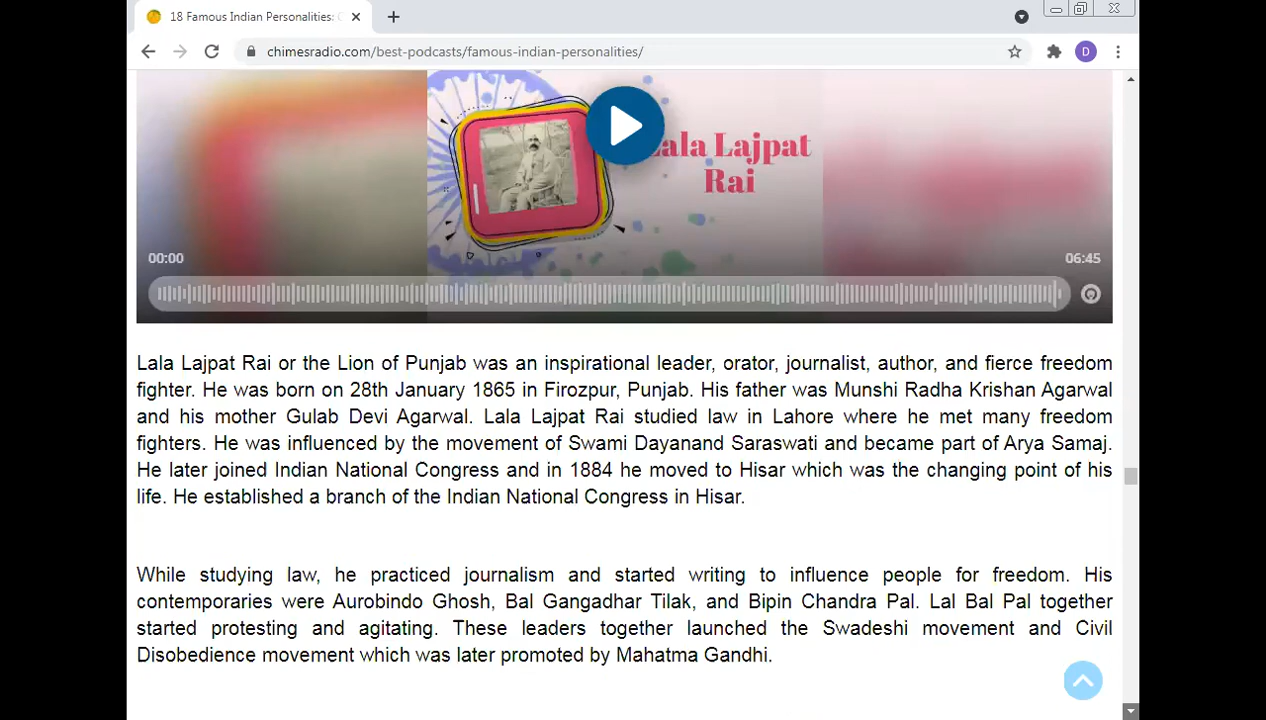 18 Famous Indian Personalities:
chimesradio.com/best-podcasts/famous-indian-personalities/
D
Lala Lajpat
Rai
00:00
06:45
Lala Lajpat Rai or the Lion of Punjab was an inspirational leader, orator, journalist, author, and fierce freedom
fighter. He was born on 28th January 1865 in Firozpur, Punjab. His father was Munshi Radha Krishan Agarwal
and his mother Gulab Devi Agarwal. Lala Lajpat Rai studied law in Lahore where he met many freedom
fighters. He was influenced by the movement of Swami Dayanand Saraswati and became part of Arya Samaj.
He later joined Indian National Congress and in 1884 he moved to Hisar which was the changing point of his
life. He established a branch of the Indian National Congress in Hisar.
While studying law, he practiced journalism and started writing to influence people for freedom. His
contemporaries were Aurobindo Ghosh, Bal Gangadhar Tilak, and Bipin Chandra Pal. Lal Bal Pal together
started protesting and agitating. These leaders together launched the Swadeshi movement and Civil
Disobedience movement which was later promoted by Mahatma Gandhi.